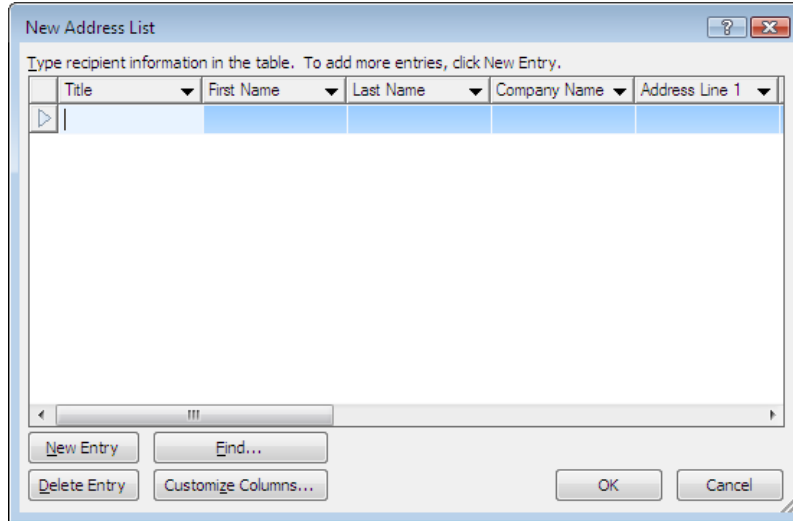 New Address List
Type recipient information in the table. To add more entries, click New Entry.
Title First Name Last Name Company Name Address Line 1
New Entry Find...
Delete Entry Customize Columns... OK Cancel